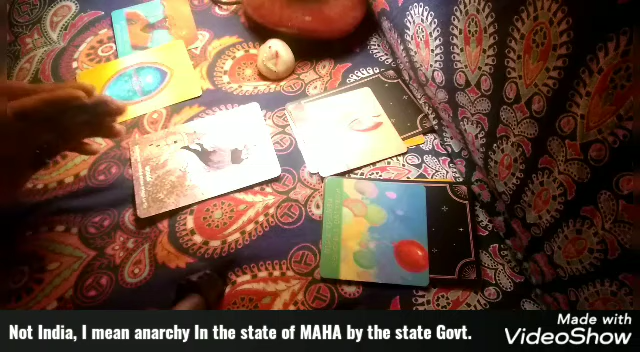 Not India, I mean anarchy In the state of MAHA by the state Govt.
Made with
VideoShow